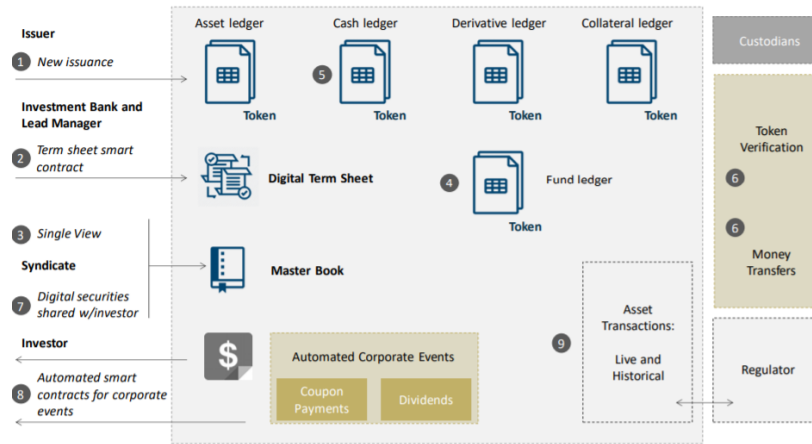 Issuer
1 New issuance
Investment Bank and
Lead Manager
2 Term sheet smart
contract
3 Single View
Syndicate
7 Digital securities
shared w/investor
Investor
8 Automated smart
contracts for corporate
events
Asset ledger
Token
Cash ledger
5
Token
Derivative ledger
Token
Collateral ledger
Token
Digital Term Sheet
4
Fund ledger
Token
Master Book
$
Automated Corporate Events
Coupon
Payments
Dividends
9
Asset
Transactions:
Live and
Historical
Custodians
Token
Verification
6
6
Money
Transfers
Regulator